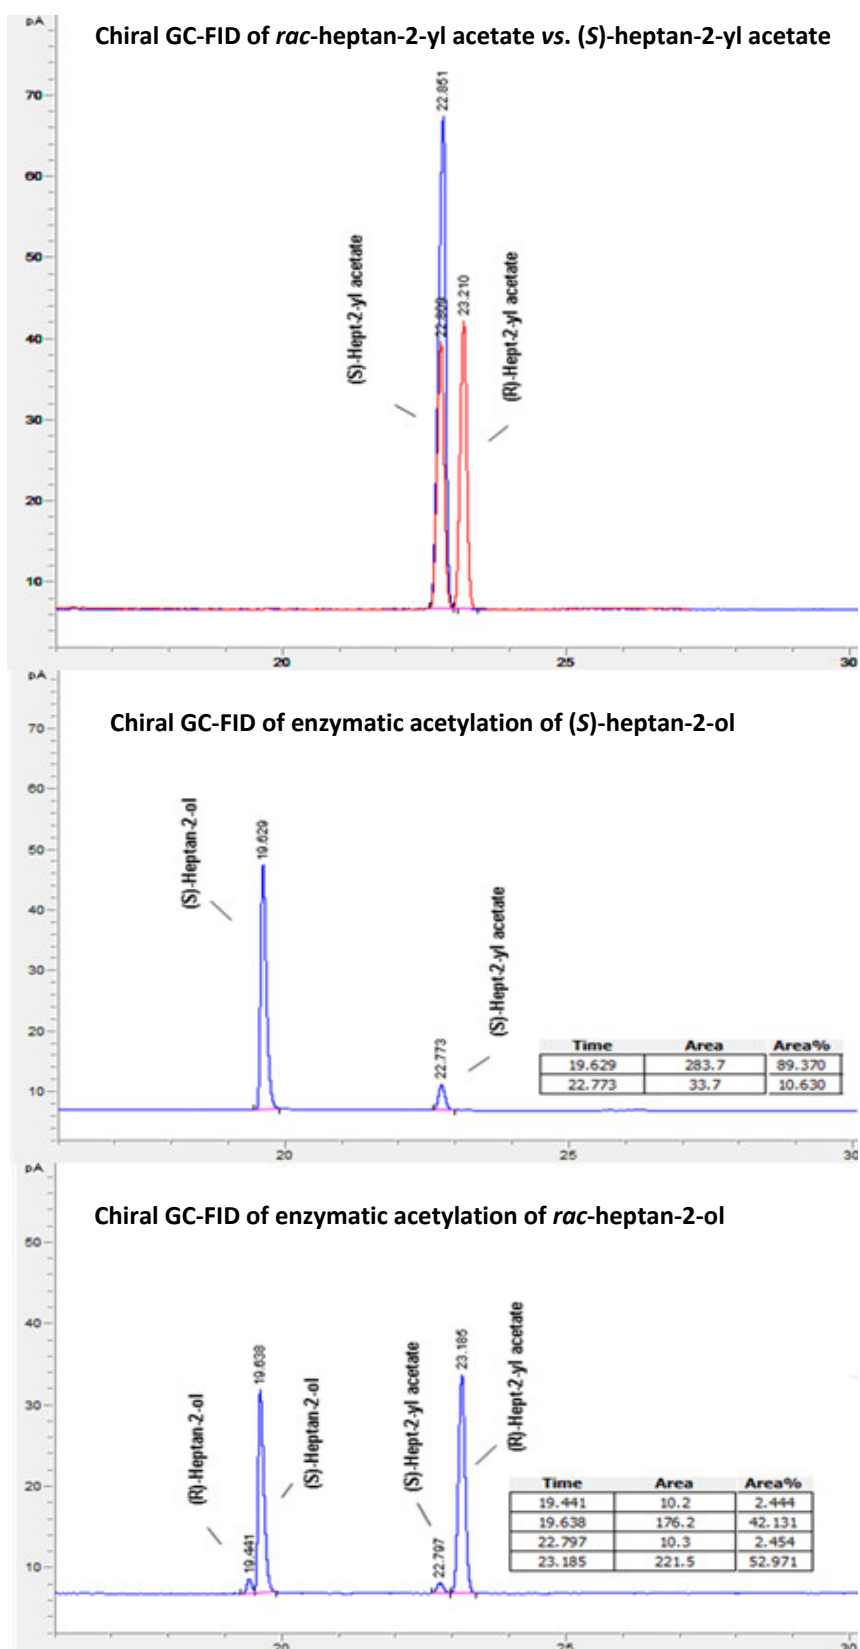 pA
Chiral GC-FID of rac-heptan-2-yl acetate vs. (S)-heptan-2-yl acetate
70
60
50
40
30
20
10
22.851
(S)-Hept-2-yl acetate
22.809
23.210
(R)-Hept-2-yl acetate
20
25
30
pA
Chiral GC-FID of enzymatic acetylation of (S)-heptan-2-ol
70
60
50
40
30
20
10
(S)-Heptan-2-ol
19.629
22.773
(S)-Hept-2-yl acetate
Time Area Area%
19.629 283.7 89.370
22.773 33.7 10.630
20
25
30
pA
Chiral GC-FID of enzymatic acetylation of rac-heptan-2-ol
50
40
30
20
10
(R)-Heptan-2-ol
19.441
19.638
(S)-Heptan-2-ol
(S)-Hept-2-yl acetate
22.797
23.185
(R)-Hept-2-yl acetate
Time Area Area%
19.441 10.2 2.444
19.638 176.2 42.131
22.797 10.3 2.454
23.185 221.5 52.971
20
25
30